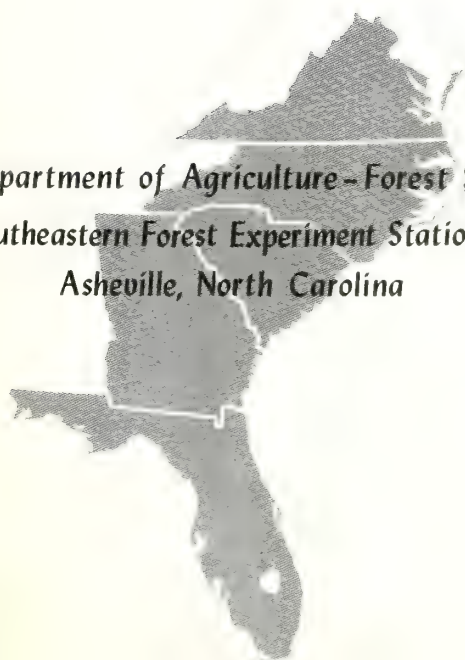 partment of Agriculture - Forest
utheastern Forest Experiment Statio
Asheville, North Carolina